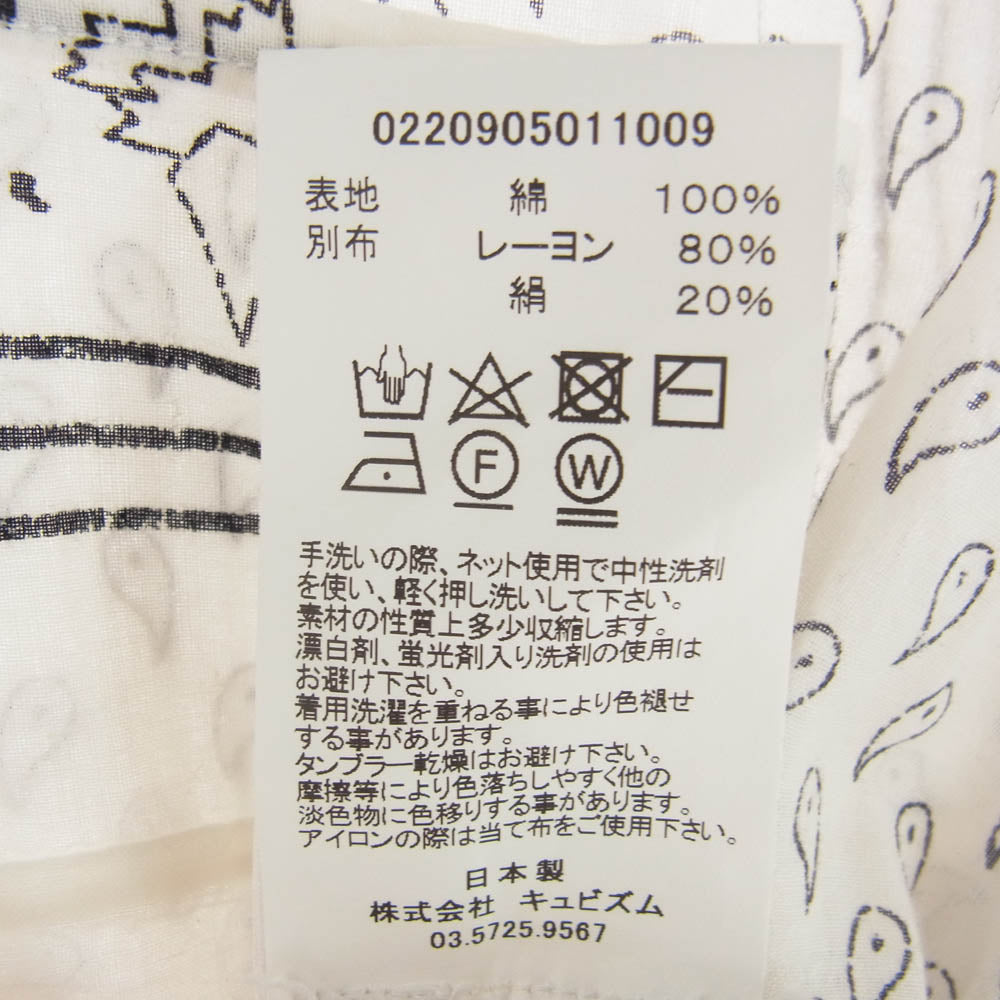 0220905011009
表地 綿 100%
別布 レーヨン 80%
絹 20%
F W
手洗いの際、ネット使用で中性洗剤
を使い、軽く押し洗いして下さい。
素材の性質上多少収縮します。
漂白剤、蛍光剤入り洗剤の使用は
お避け下さい。
着用洗濯を重ねる事により色褪せ
する事があります。
タンブラー乾燥はお避け下さい。
摩擦等により色落ちしやすく他の
淡色物に色移りする事があります。
アイロンの際は当て布をご使用下さい。
日本製
株式会社 キュビズム
03.5725.9567